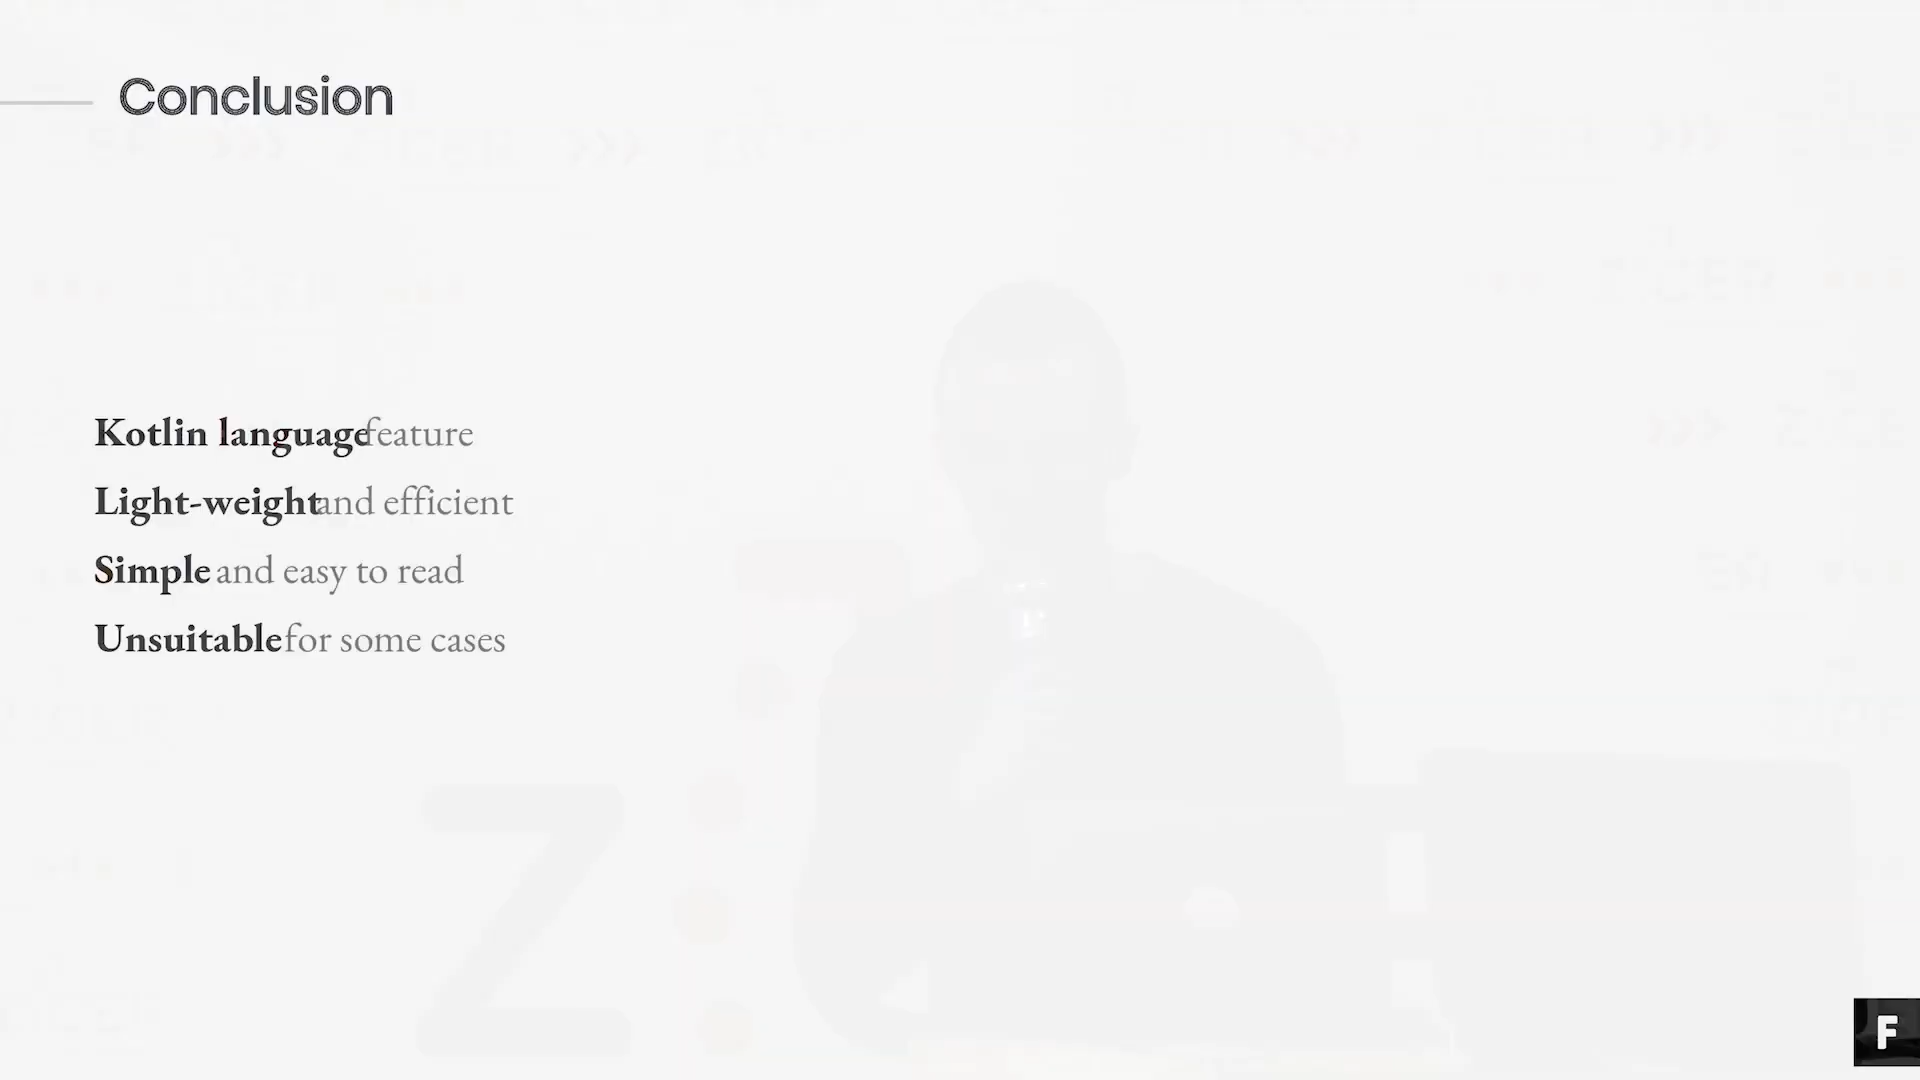 Conclusion
Kotlin language feature
Light-weight and efficient
Simple and easy to read
Unsuitable for some cases
F